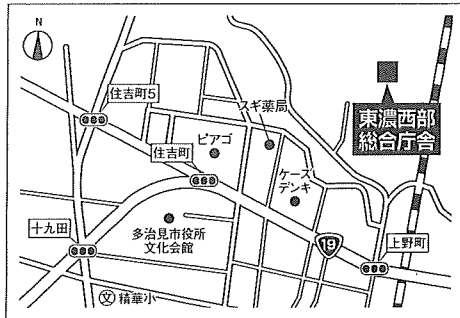 N
住吉町5
スギ薬局
東濃西部
総合庁舎
ピアゴ
住吉町
ケーズ
デンキ
十九田
多治見市役所
文化会館
19
上野町
文 精華小